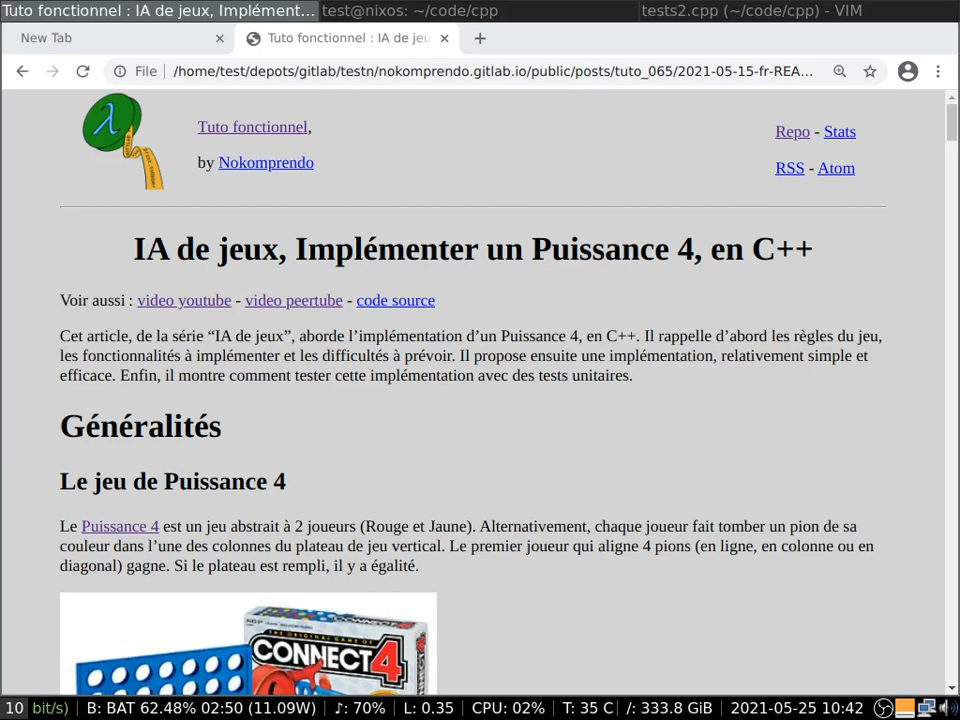 Tuto fonctionnel : IA de jeux, Implément... test@nixos: ~/code/cpp tests2.cpp (~/code/cpp) - VIM
New Tab Tuto fonctionnel : IA de jeu
File /home/test/depots/gitlab/testn/nokomprendo.gitlab.io/public/posts/tuto_065/2021-05-15-fr-REA...
Tuto fonctionnel,
by Nokomprendo
Repo - Stats
RSS - Atom
IA de jeux, Implémenter un Puissance 4, en C++
Voir aussi : video youtube - video peertube - code source
Cet article, de la série “IA de jeux”, aborde l’implémentation d’un Puissance 4, en C++. Il rappelle d’abord les règles du jeu,
les fonctionnalités à implémenter et les difficultés à prévoir. Il propose ensuite une implémentation, relativement simple et
efficace. Enfin, il montre comment tester cette implémentation avec des tests unitaires.
Généralités
Le jeu de Puissance 4
Le Puissance 4 est un jeu abstrait à 2 joueurs (Rouge et Jaune). Alternativement, chaque joueur fait tomber un pion de sa
couleur dans l’une des colonnes du plateau de jeu vertical. Le premier joueur qui aligne 4 pions (en ligne, en colonne ou en
diagonal) gagne. Si le plateau est rempli, il y a égalité.
THE ORIGINAL GAME OF
CONNECT 4
10 bit/s) B: BAT 62.48% 02:50 (11.09W) ♪: 70% L: 0.35 CPU: 02% T: 35 C /: 333.8 GiB 2021-05-25 10:42